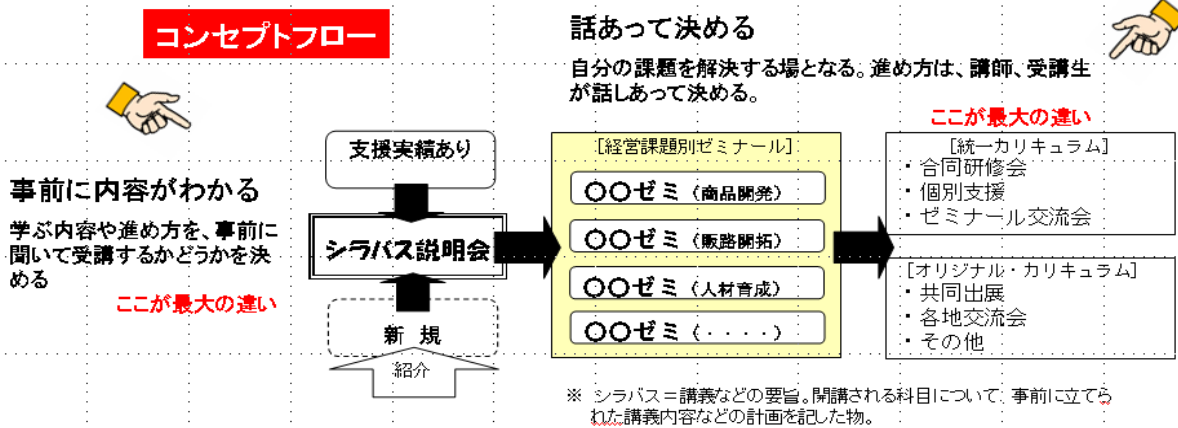 コンセプトフロー
話あって決める
自分の課題を解決する場となる。進め方は、講師、受講生
が話しあって決める。
ここが最大の違い
事前に内容がわかる
学ぶ内容や進め方を、事前に
聞いて受講するかどうかを決
める
ここが最大の違い
支援実績あり
シラバス説明会
新 規
紹介
[経営課題別ゼミナール]
〇〇ゼミ（商品開発）
〇〇ゼミ（販路開拓）
〇〇ゼミ（人材育成）
〇〇ゼミ（・・・・）
[統一カリキュラム]
・合同研修会
・個別支援
・ゼミナール交流会
[オリジナル・カリキュラム]
・共同出展
・各地交流会
・その他
※ シラバス＝講義などの要旨。開講される科目について、事前に立てら
れた講義内容などの計画を記した物。